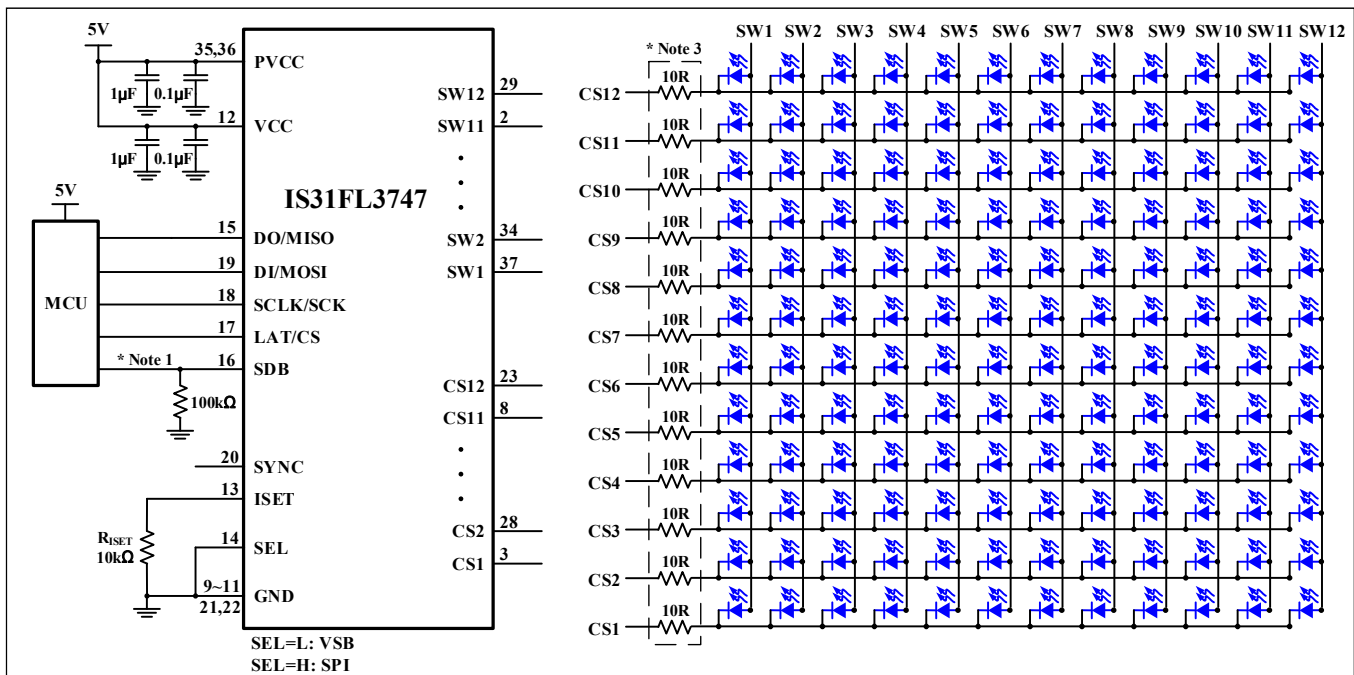 5V
35,36
PVCC
1µF 0.1µF
12
VCC
1µF 0.1µF
IS31FL3747
5V
MCU
15
DO/MISO
19
DI/MOSI
18
SCLK/SCK
17
LAT/CS
* Note 1
16
SDB
100kΩ
20
SYNC
13
ISET
RISET
10kΩ
14
SEL
9~11
GND
21,22
SEL=L: VSB
SEL=H: SPI
SW12
29
SW11
2
SW2
34
SW1
37
CS12
23
CS11
8
CS2
28
CS1
3
* Note 3
SW1 SW2 SW3 SW4 SW5 SW6 SW7 SW8 SW9 SW10 SW11 SW12
10R
CS12
10R
CS11
10R
CS10
10R
CS9
10R
CS8
10R
CS7
10R
CS6
10R
CS5
10R
CS4
10R
CS3
10R
CS2
10R
CS1